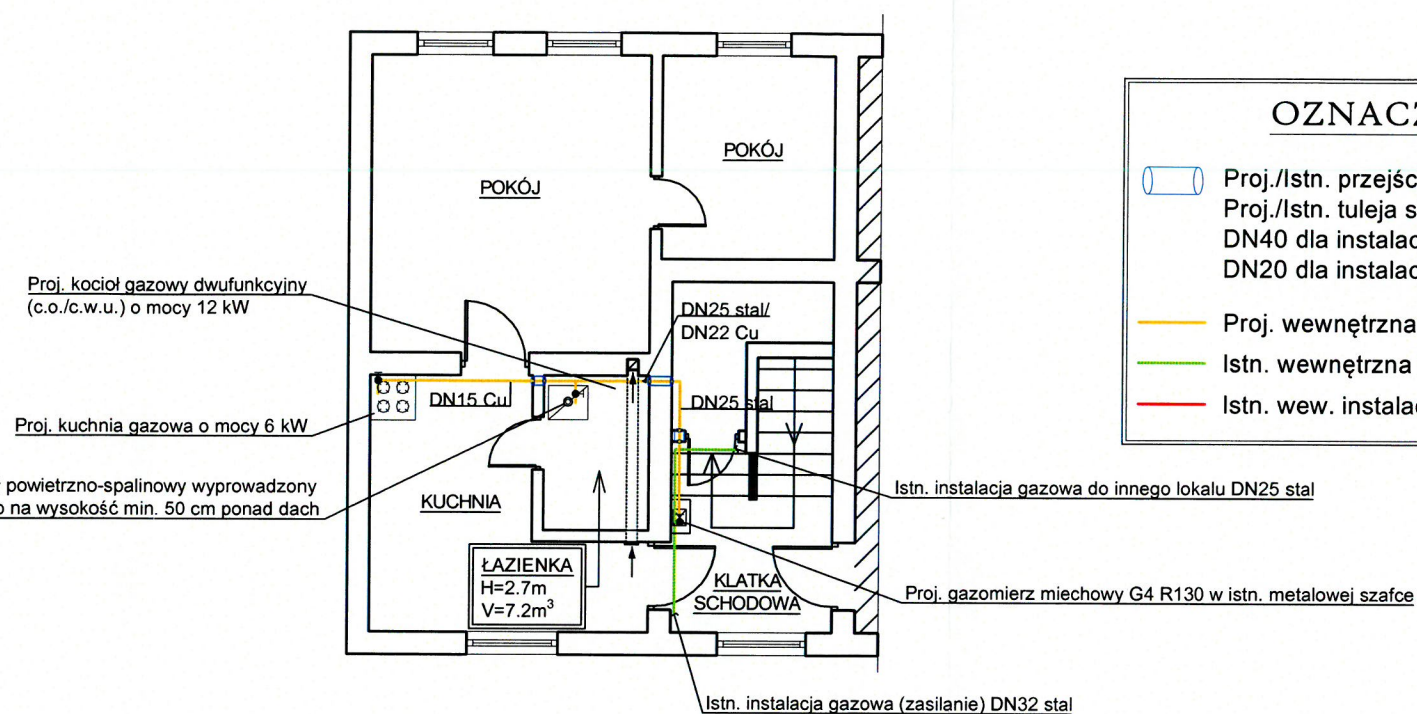 OZNACZ
Proj./Istn. przejśc
Proj./Istn. tuleja s
DN40 dla instalac
DN20 dla instalac
Proj. wewnętrzna
Istn. wewnętrzna
Istn. wew. instalac
POKÓJ
POKÓJ
Proj. kocioł gazowy dwufunkcyjny
(c.o./c.w.u.) o mocy 12 kW
DN25 stal/
DN22 Cu
DN15 Cu
DN25 stal
Proj. kuchnia gazowa o mocy 6 kW
powietrzno-spalinowy wyprowadzony
o na wysokość min. 50 cm ponad dach
KUCHNIA
Istn. instalacja gazowa do innego lokalu DN25 stal
ŁAZIENKA
H=2.7m
V=7.2m³
KLATKA
SCHODOWA
Proj. gazomierz miechowy G4 R130 w istn. metalowej szafce
Istn. instalacja gazowa (zasilanie) DN32 stal